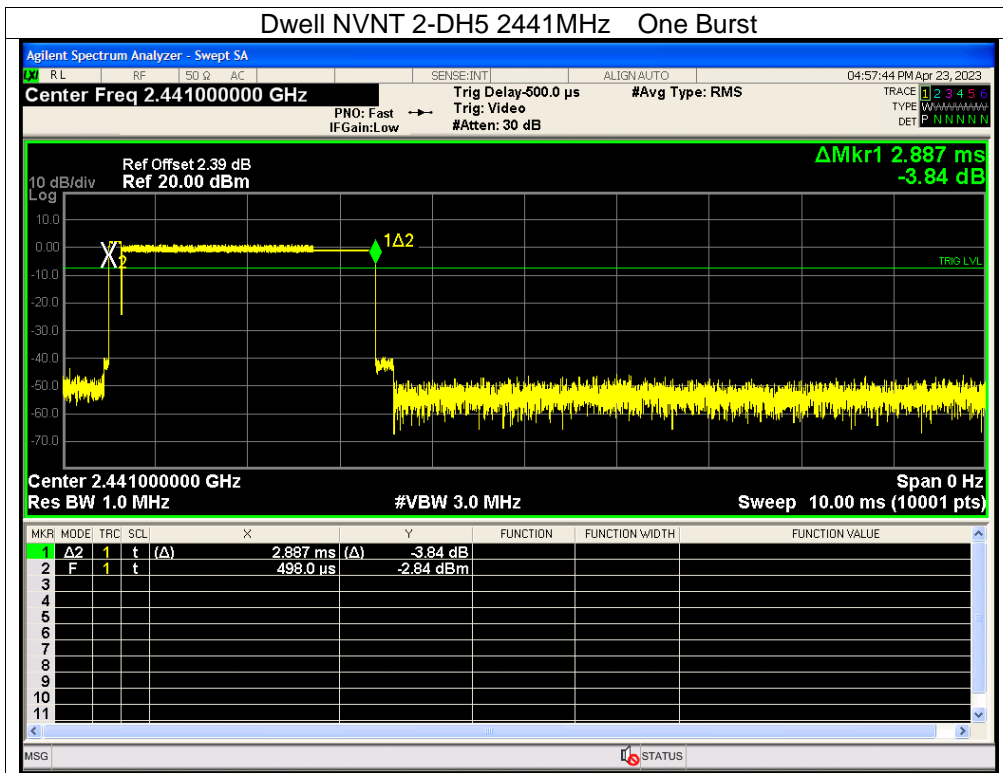 Dwell NVNT 2-DH5 2441MHz One Burst
Agilent Spectrum Analyzer - Swept SA
LXI RL RF 50 Ω AC SENSE:INT ALIGN AUTO 04:57:44 PM Apr 23, 2023
Center Freq 2.441000000 GHz Trig Delay-500.0 µs #Avg Type: RMS TRACE 1 2 3 4 5 6
PNO: Fast Trig: Video TYPE W
IFGain:Low #Atten: 30 dB DET P N N N N N
ΔMkr1 2.887 ms
-3.84 dB
Ref Offset 2.39 dB
10 dB/div Ref 20.00 dBm
Log
10.0
0.00
-10.0
-20.0
-30.0
-40.0
-50.0
-60.0
-70.0
1Δ2
X2
TRIG LVL
Center 2.441000000 GHz Span 0 Hz
Res BW 1.0 MHz #VBW 3.0 MHz Sweep 10.00 ms (10001 pts)
MKR MODE TRC SCL X Y FUNCTION FUNCTION WIDTH FUNCTION VALUE
1 Δ2 1 t (Δ) 2.887 ms (Δ) -3.84 dB
2 F 1 t 498.0 µs -2.84 dBm
3
4
5
6
7
8
9
10
11
MSG STATUS